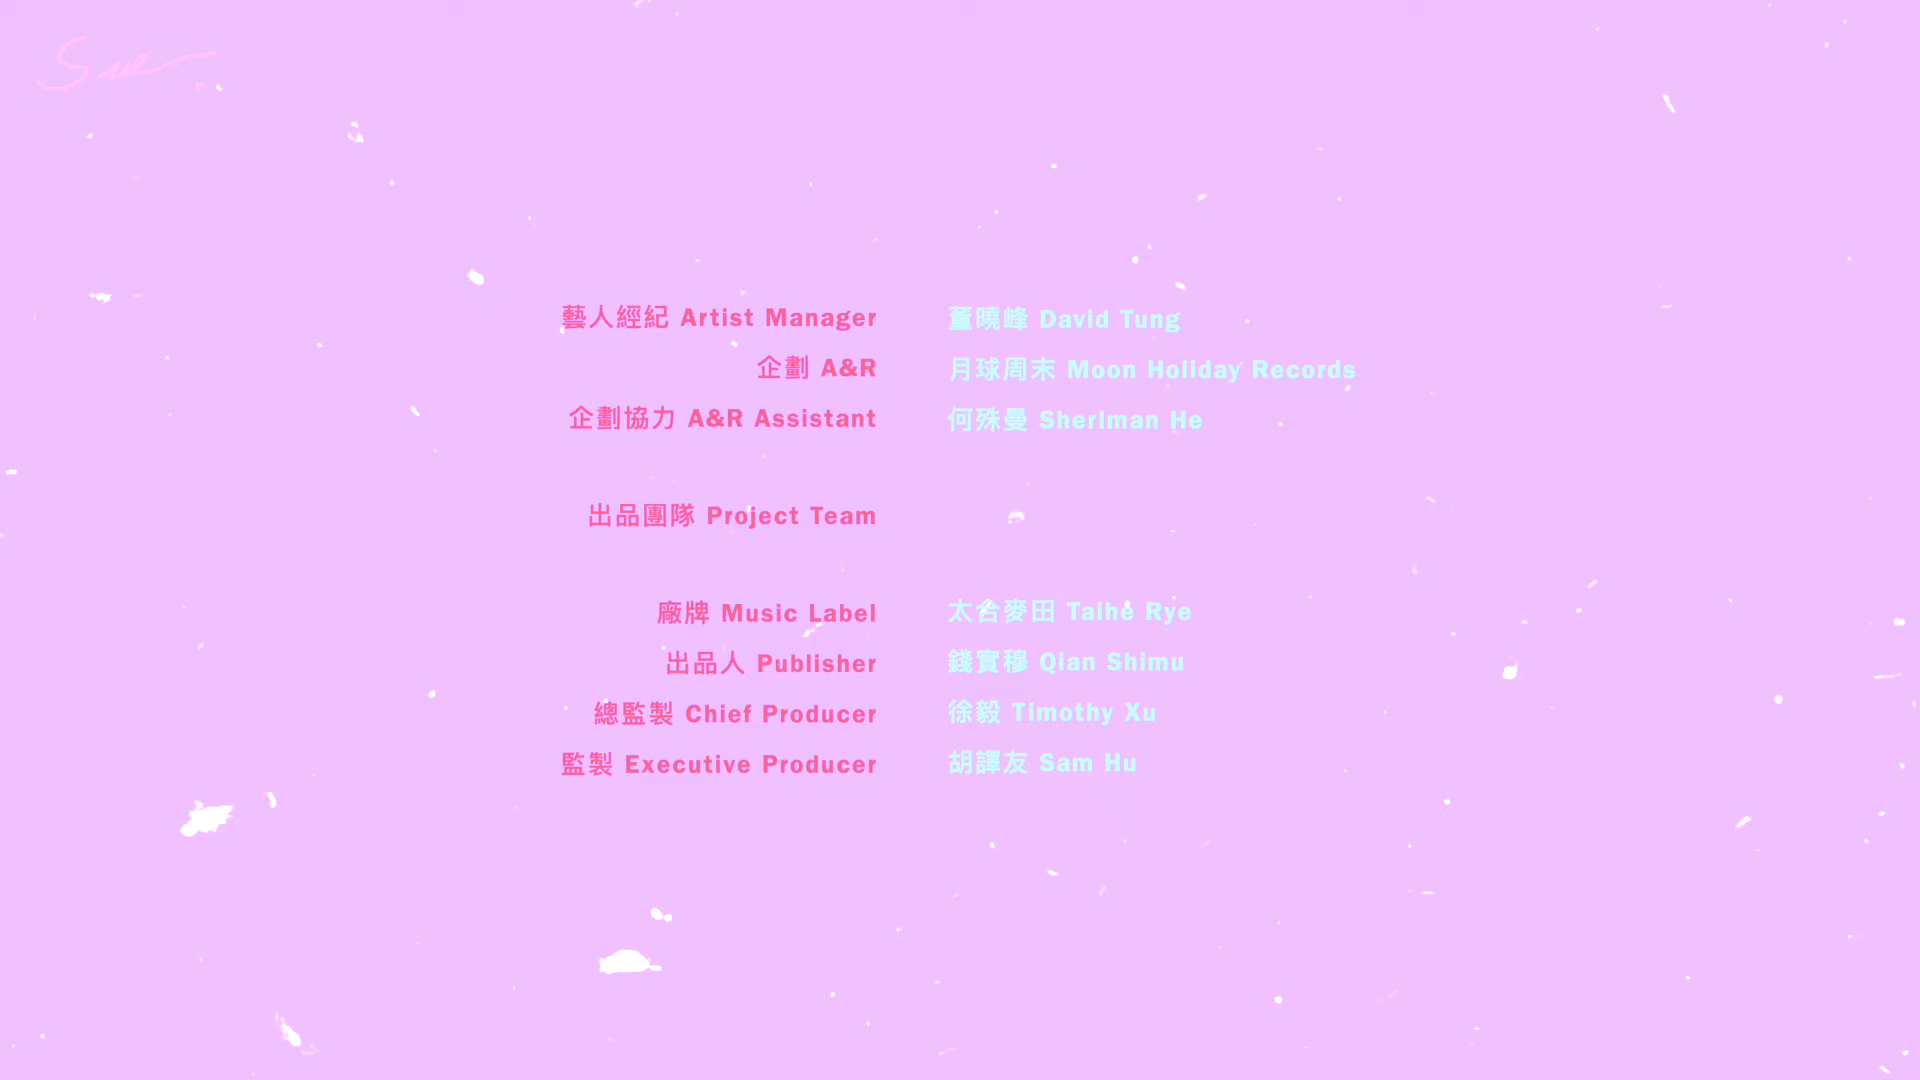 Sue
藝人經紀 Artist Manager 董曉峰 David Tung
企劃 A&R 月球周末 Moon Holiday Records
企劃協力 A&R Assistant 何殊曼 Sherlman He
出品團隊 Project Team
廠牌 Music Label 太合麥田 Taihe Rye
出品人 Publisher 錢實穆 Qian Shimu
總監製 Chief Producer 徐毅 Timothy Xu
監製 Executive Producer 胡譯友 Sam Hu